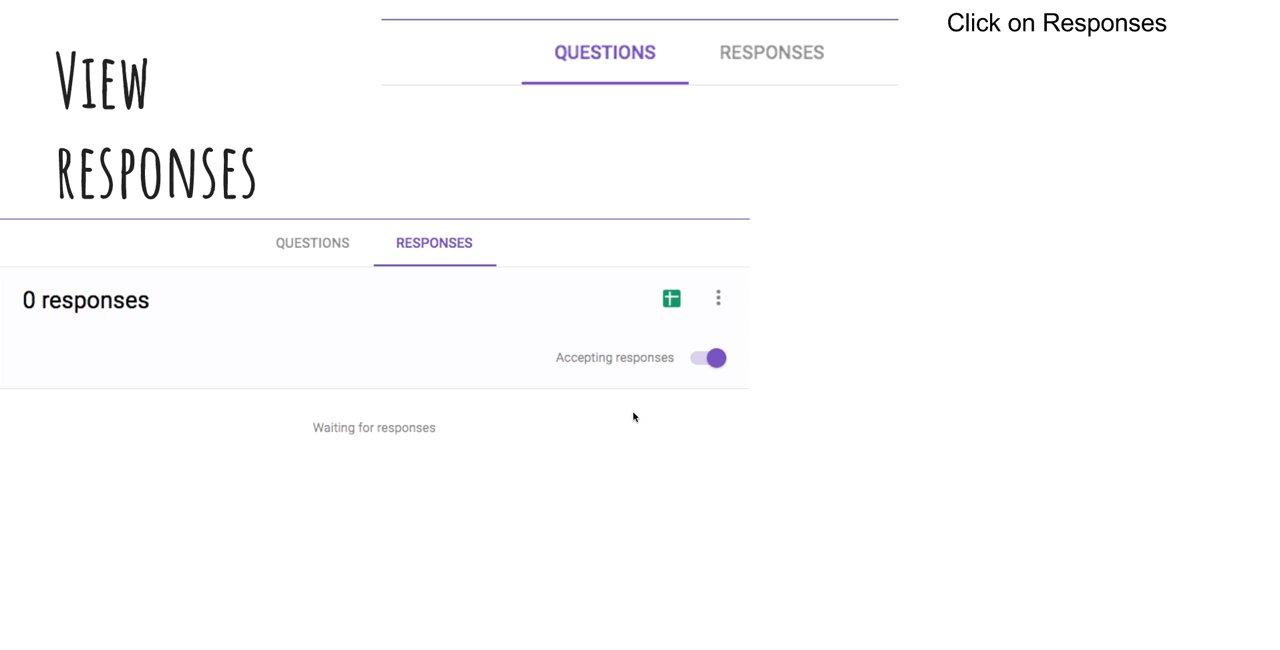 View
responses
QUESTIONS RESPONSES
Click on Responses
QUESTIONS RESPONSES
0 responses
Accepting responses
Waiting for responses